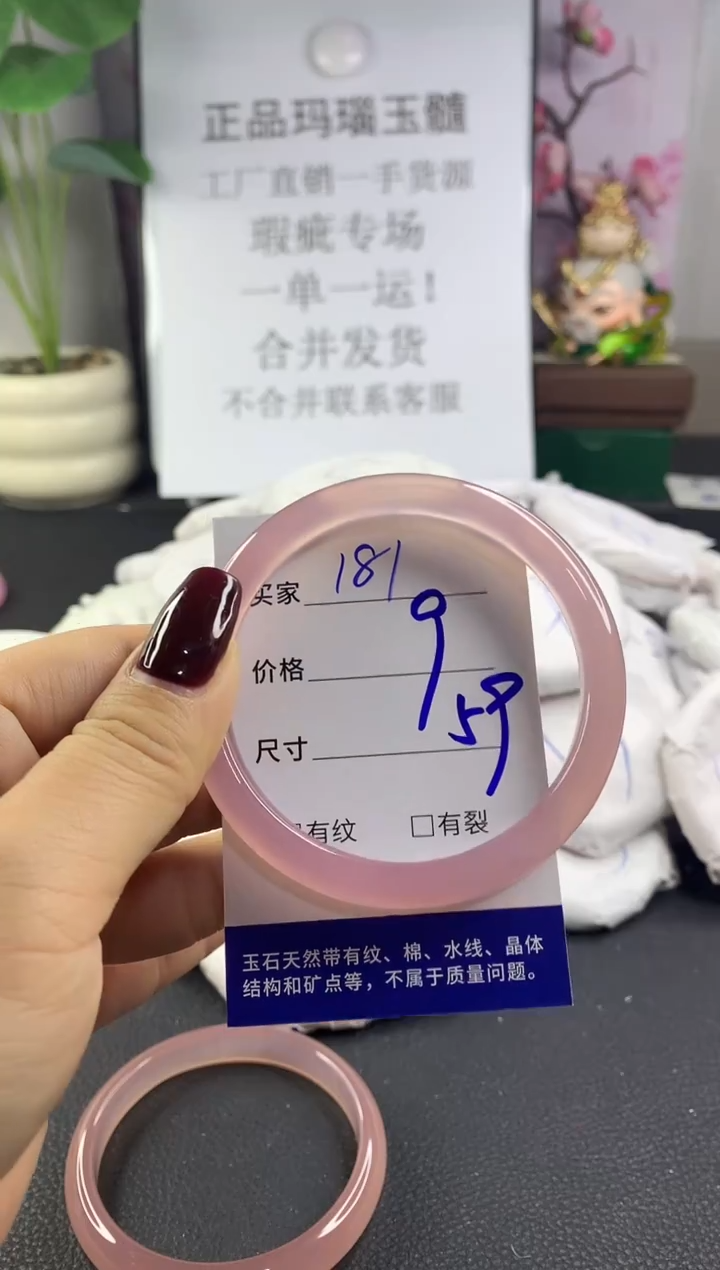 正品玛瑙玉髓
工厂直销一手货源
瑕疵专场
一单一运！
合并发货
不合并联系客服
买家 181
价格 9
尺寸 59
□有纹 □有裂
玉石天然带有纹、棉、水线、晶体
结构和矿点等，不属于质量问题。